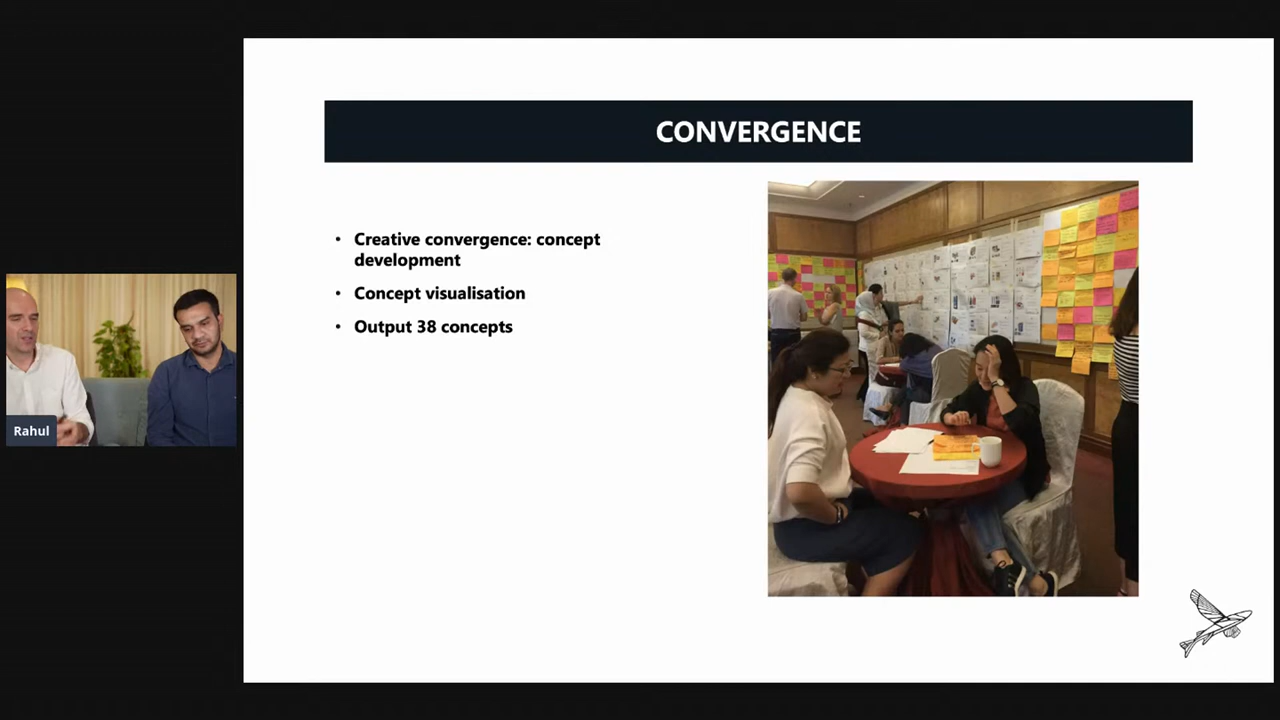 CONVERGENCE
• Creative convergence: concept
development
• Concept visualisation
• Output 38 concepts
Rahul